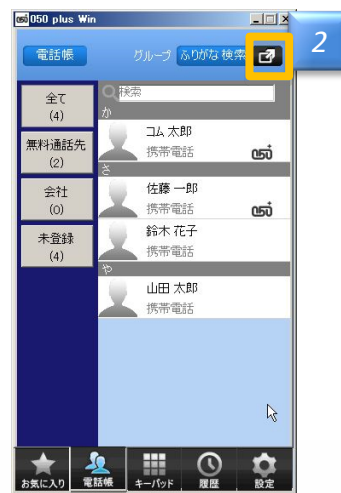 050 plus Win
2
電話帳 グループ ふりがな 検索
全て
(4)
無料通話先
(2)
会社
(0)
未登録
(4)
検索
か
コム 太郎
携帯電話 050
さ
佐藤 一郎
携帯電話 050
鈴木 花子
携帯電話
や
山田 太郎
携帯電話
お気に入り 電話帳 キーパッド 履歴 設定